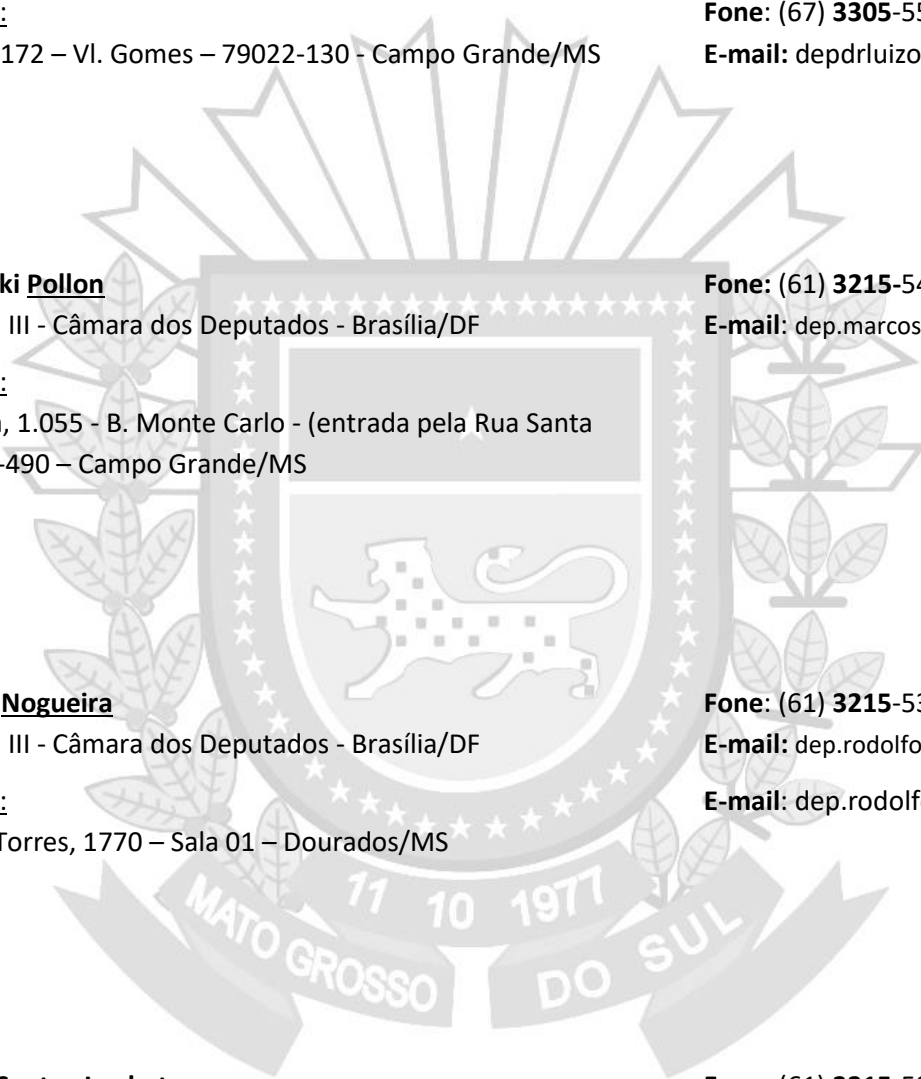 :
Fone: (67) 3305-55
172 – Vl. Gomes – 79022-130 - Campo Grande/MS
E-mail: depdrluizo
ki Pollon
Fone: (61) 3215-54
III - Câmara dos Deputados - Brasília/DF
E-mail: dep.marcos
:
, 1.055 - B. Monte Carlo - (entrada pela Rua Santa
-490 – Campo Grande/MS
Nogueira
Fone: (61) 3215-53
III - Câmara dos Deputados - Brasília/DF
E-mail: dep.rodolfo
:
E-mail: dep.rodolf
Torres, 1770 – Sala 01 – Dourados/MS
MATO GROSSO
11 10 1977
DO SUL